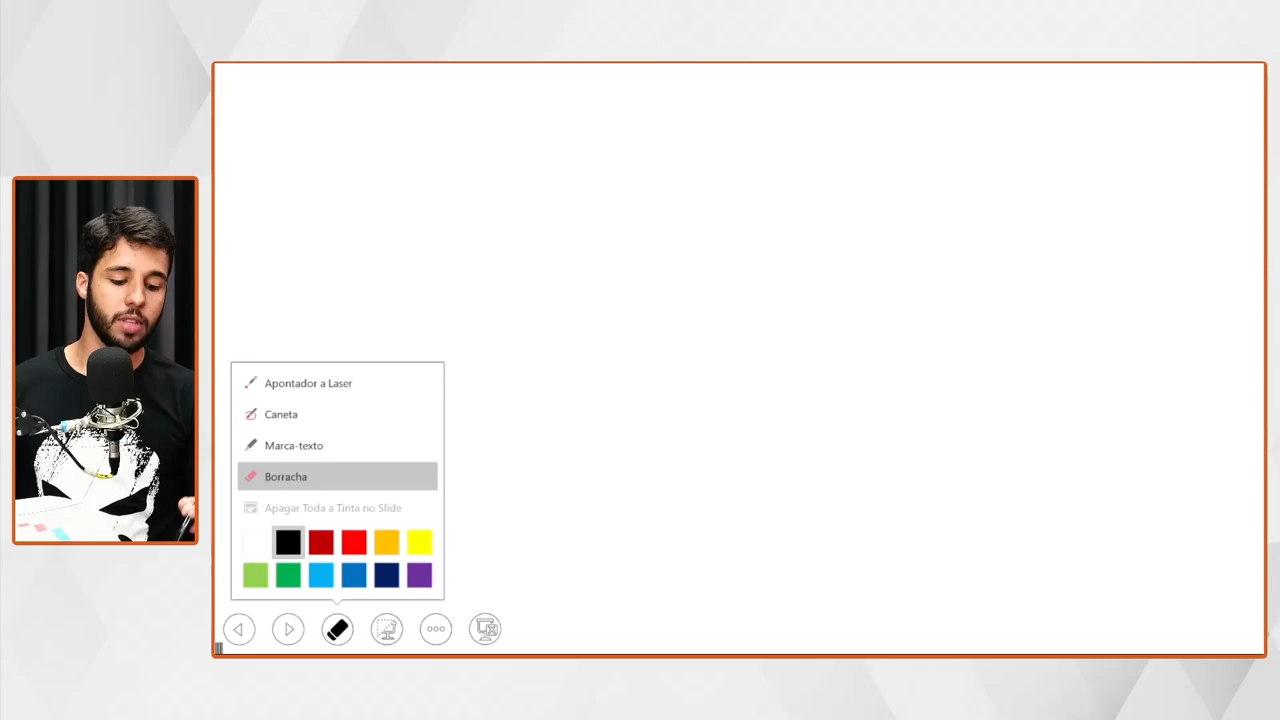 Apontador a Laser
Caneta
Marca-texto
Borracha
Apagar Toda a Tinta no Slide